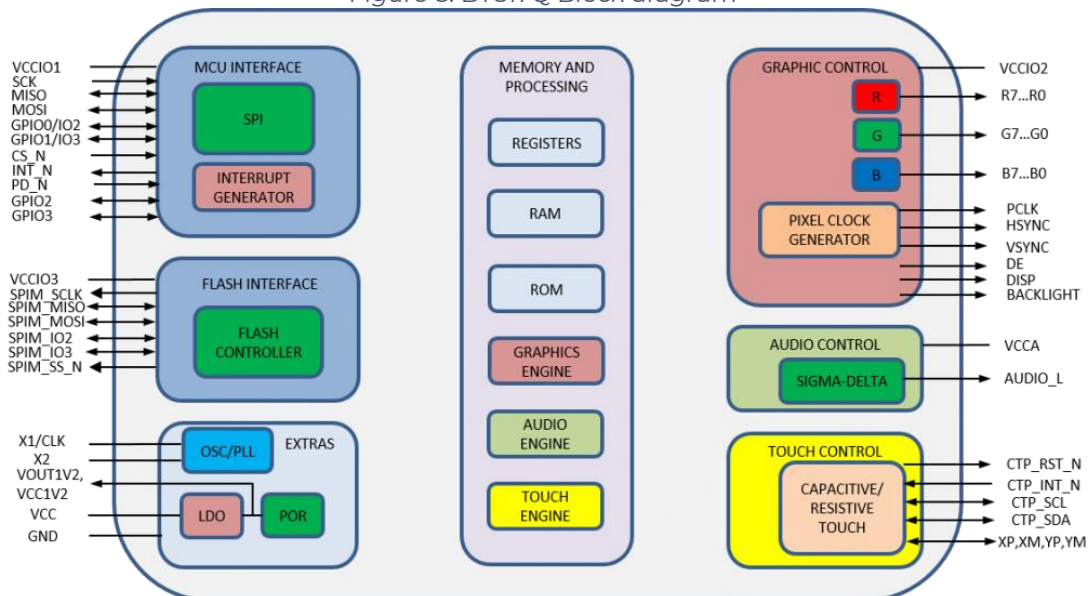 VCCIO1
SCK
MISO
MOSI
GPIO0/IO2
GPIO1/IO3
CS_N
INT_N
PD_N
GPIO2
GPIO3
MCU INTERFACE
SPI
INTERRUPT
GENERATOR
VCCIO3
SPIM_SCLK
SPIM_MISO
SPIM_MOSI
SPIM_IO2
SPIM_IO3
SPIM_SS_N
FLASH INTERFACE
FLASH
CONTROLLER
X1/CLK
X2
VOUT1V2,
VCC1V2
VCC
GND
OSC/PLL
EXTRAS
LDO
POR
MEMORY AND
PROCESSING
REGISTERS
RAM
ROM
GRAPHICS
ENGINE
AUDIO
ENGINE
TOUCH
ENGINE
GRAPHIC CONTROL
R
G
B
PIXEL CLOCK
GENERATOR
VCCIO2
R7...R0
G7...G0
B7...B0
PCLK
HSYNC
VSYNC
DE
DISP
BACKLIGHT
AUDIO CONTROL
SIGMA-DELTA
VCCA
AUDIO_L
TOUCH CONTROL
CAPACITIVE/
RESISTIVE
TOUCH
CTP_RST_N
CTP_INT_N
CTP_SCL
CTP_SDA
XP,XM,YP,YM